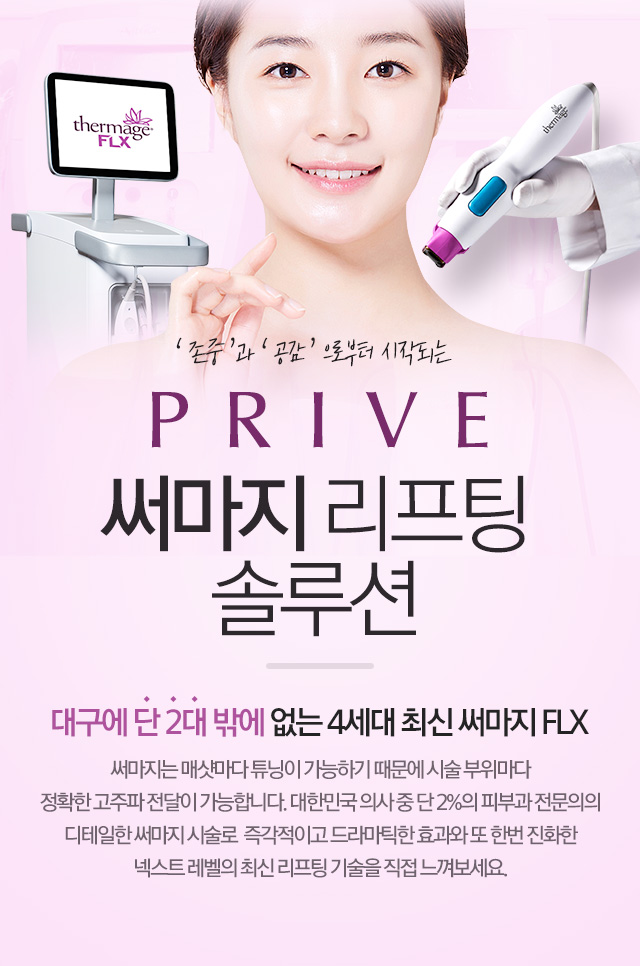 thermage
FLX
thermage
‘존중’과 ‘공감’ 으로부터 시작되는
PRIVE
써마지 리프팅
솔루션
대구에 단 2대 밖에 없는 4세대 최신 써마지 FLX
써마지는 매샷마다 튜닝이 가능하기 때문에 시술 부위마다
정확한 고주파 전달이 가능합니다. 대한민국 의사 중 단 2%의 피부과 전문의의
디테일한 써마지 시술로 즉각적이고 드라마틱한 효과와 또 한번 진화한
넥스트 레벨의 최신 리프팅 기술을 직접 느껴보세요.